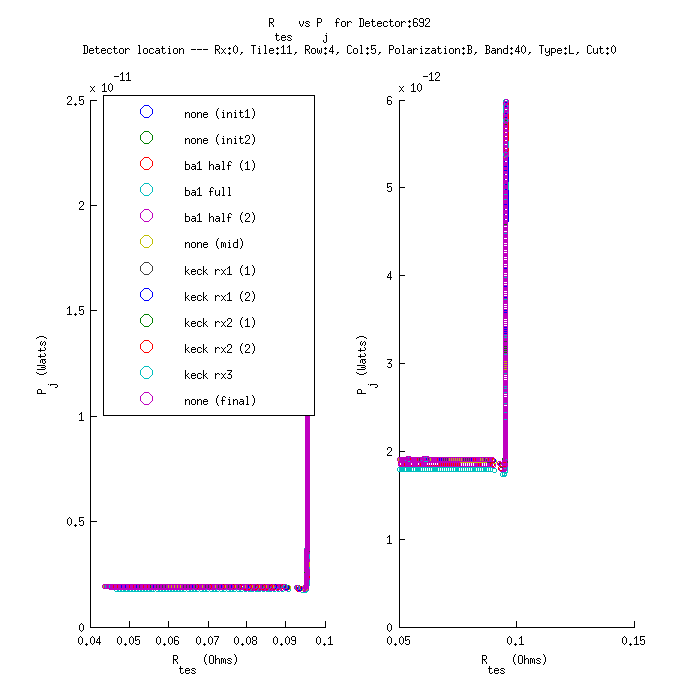 R tes vs P j for Detector:692
Detector location --- Rx:0, Tile:11, Row:4, Col:5, Polarization:B, Band:40, Type:L, Cut:0
x 10 -11
2.5
2
1.5
1
0.5
0
0.04 0.05 0.06 0.07 0.08 0.09 0.1
P j (Watts)
R tes (Ohms)
none (init1)
none (init2)
ba1 half (1)
ba1 full
ba1 half (2)
none (mid)
keck rx1 (1)
keck rx1 (2)
keck rx2 (1)
keck rx2 (2)
keck rx3
none (final)
x 10 -12
6
5
4
3
2
1
0
0.05 0.1 0.15
P j (Watts)
R tes (Ohms)